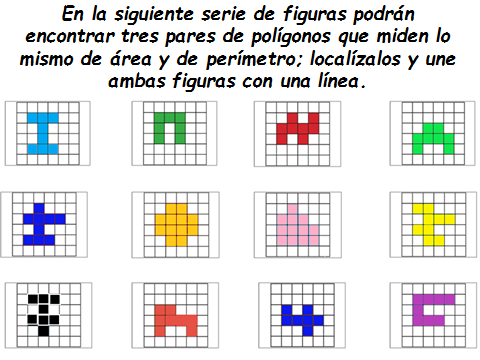 En la siguiente serie de figuras podrán
encontrar tres pares de polígonos que miden lo
mismo de área y de perímetro; localízalos y une
ambas figuras con una línea.